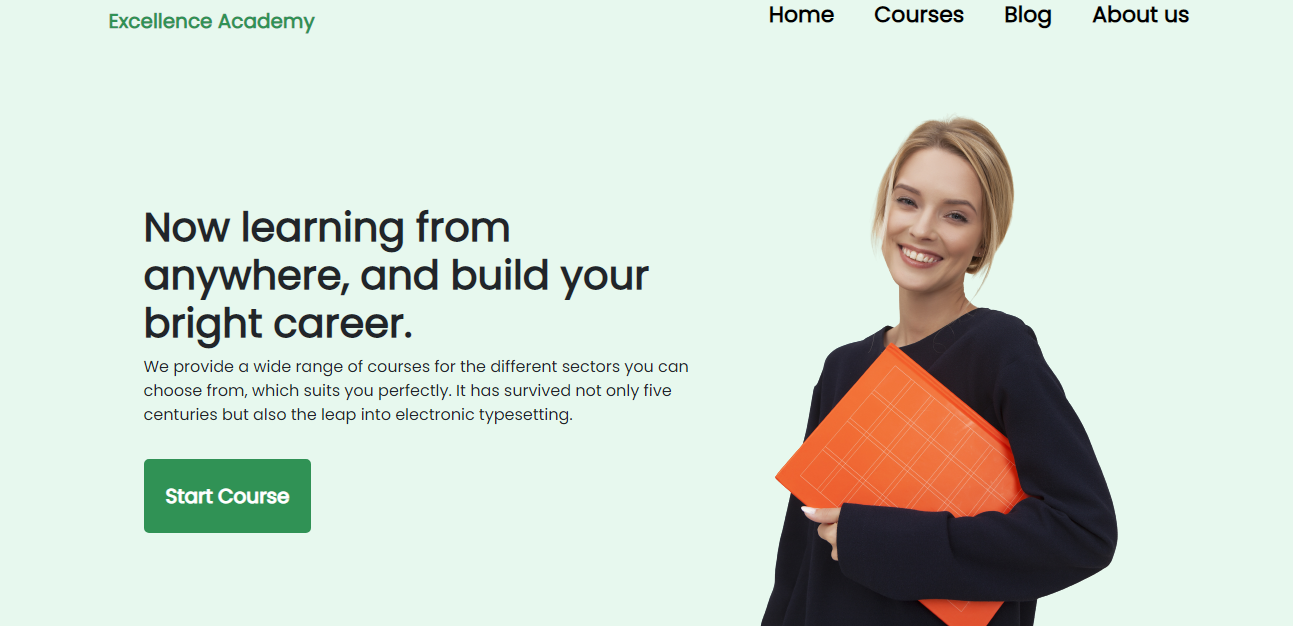 Excellence Academy
Home Courses Blog About us
Now learning from
anywhere, and build your
bright career.
We provide a wide range of courses for the different sectors you can
choose from, which suits you perfectly. It has survived not only five
centuries but also the leap into electronic typesetting.
Start Course